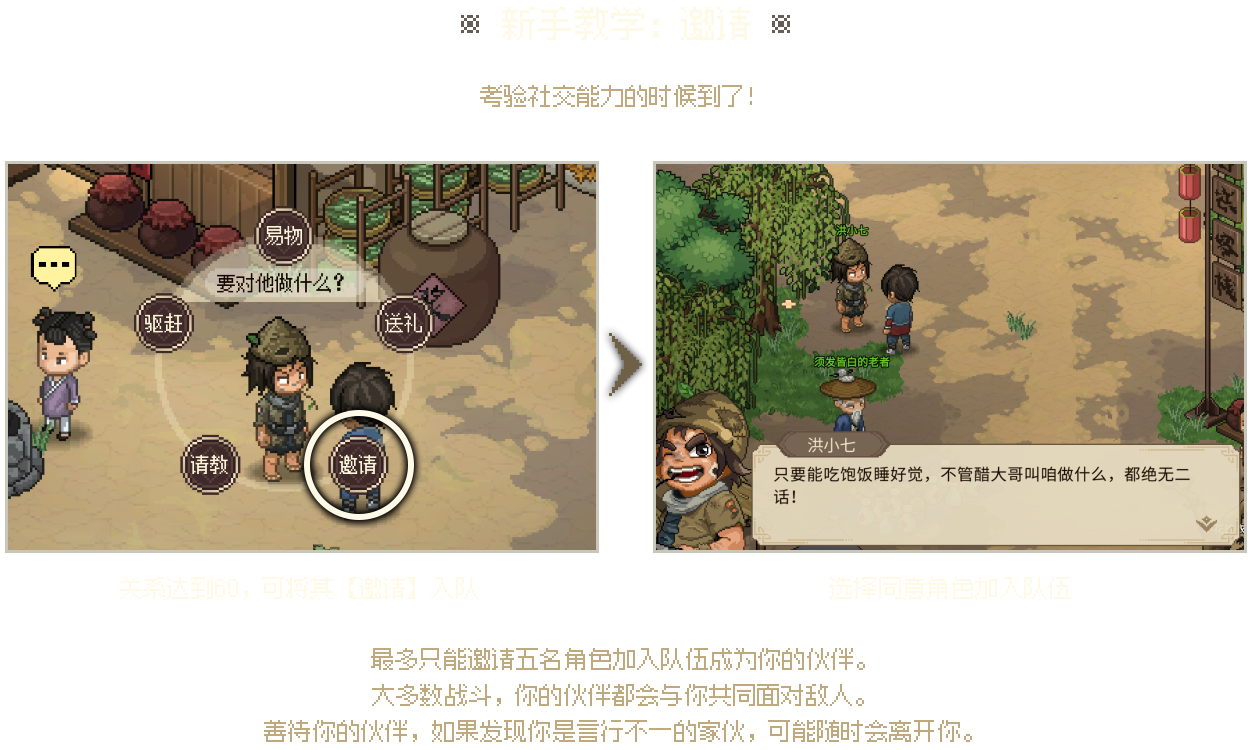 新手教学：邀请
考验社交能力的时候到了！
易物
要对他做什么？
驱赶
送礼
请教
邀请
洪小七
须发皆白的老者
洪小七
只要能吃饱饭睡好觉，不管醋大哥叫咱做什么，都绝无二
话！
关系达到60，可将其【邀请】入队
选择同意角色加入队伍
最多只能邀请五名角色加入队伍成为你的伙伴。
大多数战斗，你的伙伴都会与你共同面对敌人。
善待你的伙伴，如果发现你是言行不一的家伙，可能随时会离开你。